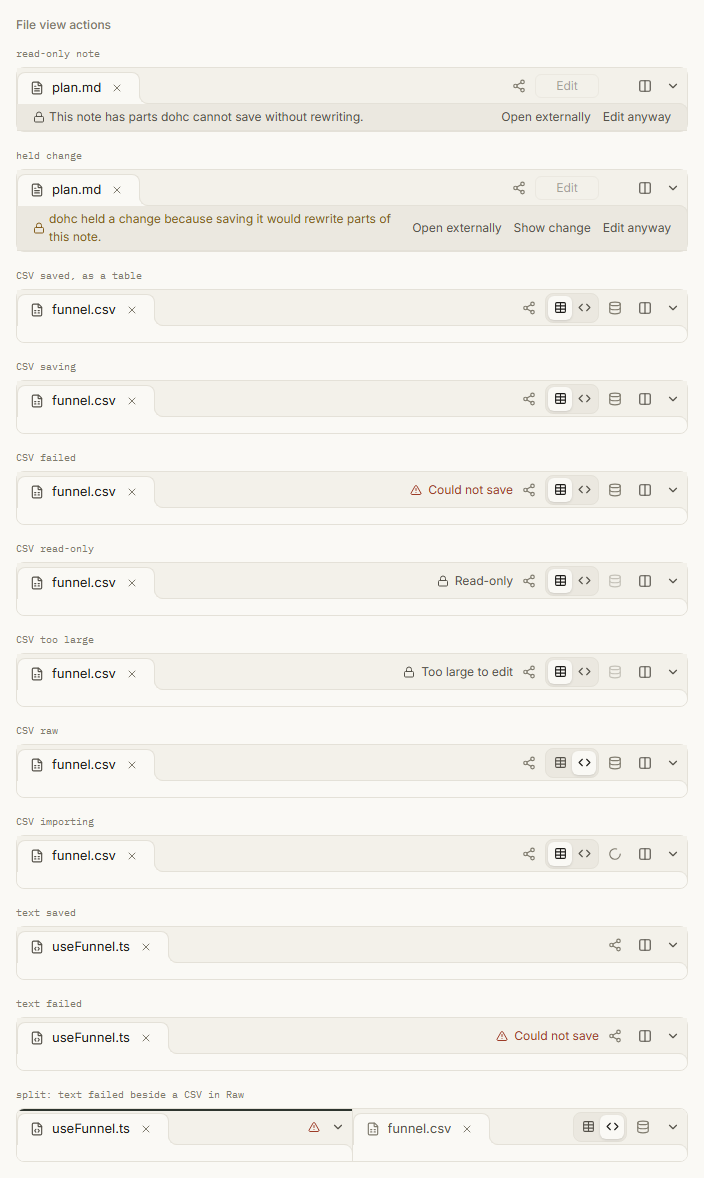 File view actions
read-only note
plan.md
Edit
This note has parts dohc cannot save without rewriting.
Open externally
Edit anyway
held change
plan.md
Edit
dohc held a change because saving it would rewrite parts of
this note.
Open externally
Show change
Edit anyway
CSV saved, as a table
funnel.csv
CSV saving
funnel.csv
CSV failed
funnel.csv
Could not save
CSV read-only
funnel.csv
Read-only
CSV too large
funnel.csv
Too large to edit
CSV raw
funnel.csv
CSV importing
funnel.csv
text saved
useFunnel.ts
text failed
useFunnel.ts
Could not save
split: text failed beside a CSV in Raw
useFunnel.ts
funnel.csv